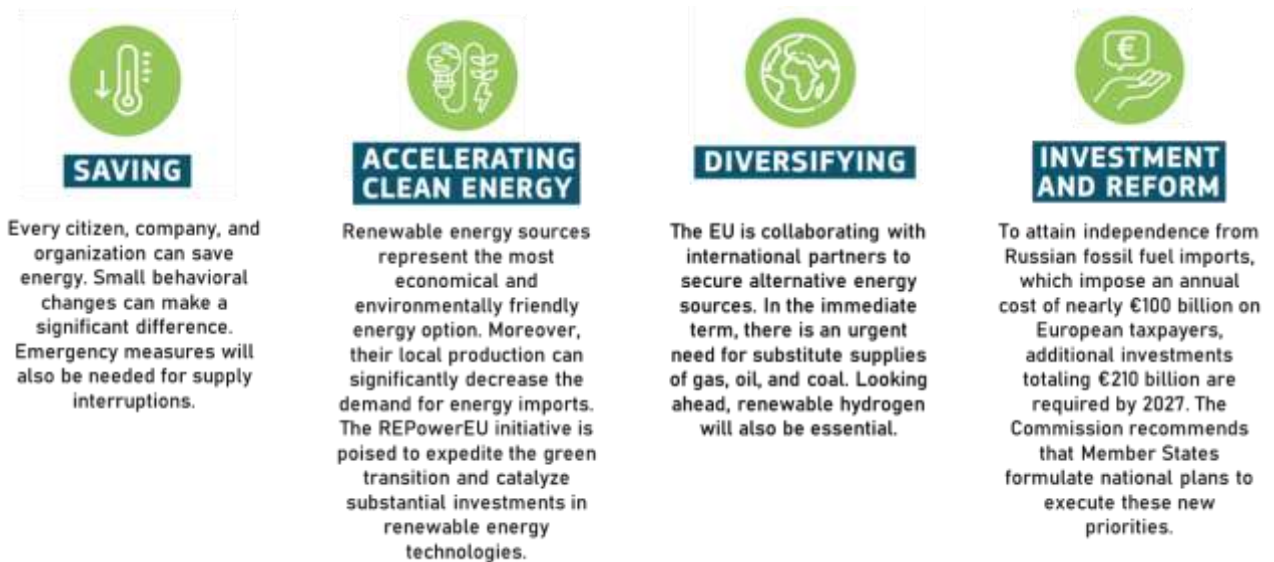 SAVING
Every citizen, company, and
organization can save
energy. Small behavioral
changes can make a
significant difference.
Emergency measures will
also be needed for supply
interruptions.
ACCELERATING
CLEAN ENERGY
Renewable energy sources
represent the most
economical and
environmentally friendly
energy option. Moreover,
their local production can
significantly decrease the
demand for energy imports.
The REPowerEU initiative is
poised to expedite the green
transition and catalyze
substantial investments in
renewable energy
technologies.
DIVERSIFYING
The EU is collaborating with
international partners to
secure alternative energy
sources. In the immediate
term, there is an urgent
need for substitute supplies
of gas, oil, and coal. Looking
ahead, renewable hydrogen
will also be essential.
€
INVESTMENT
AND REFORM
To attain independence from
Russian fossil fuel imports,
which impose an annual
cost of nearly €100 billion on
European taxpayers,
additional investments
totaling €210 billion are
required by 2027. The
Commission recommends
that Member States
formulate national plans to
execute these new
priorities.